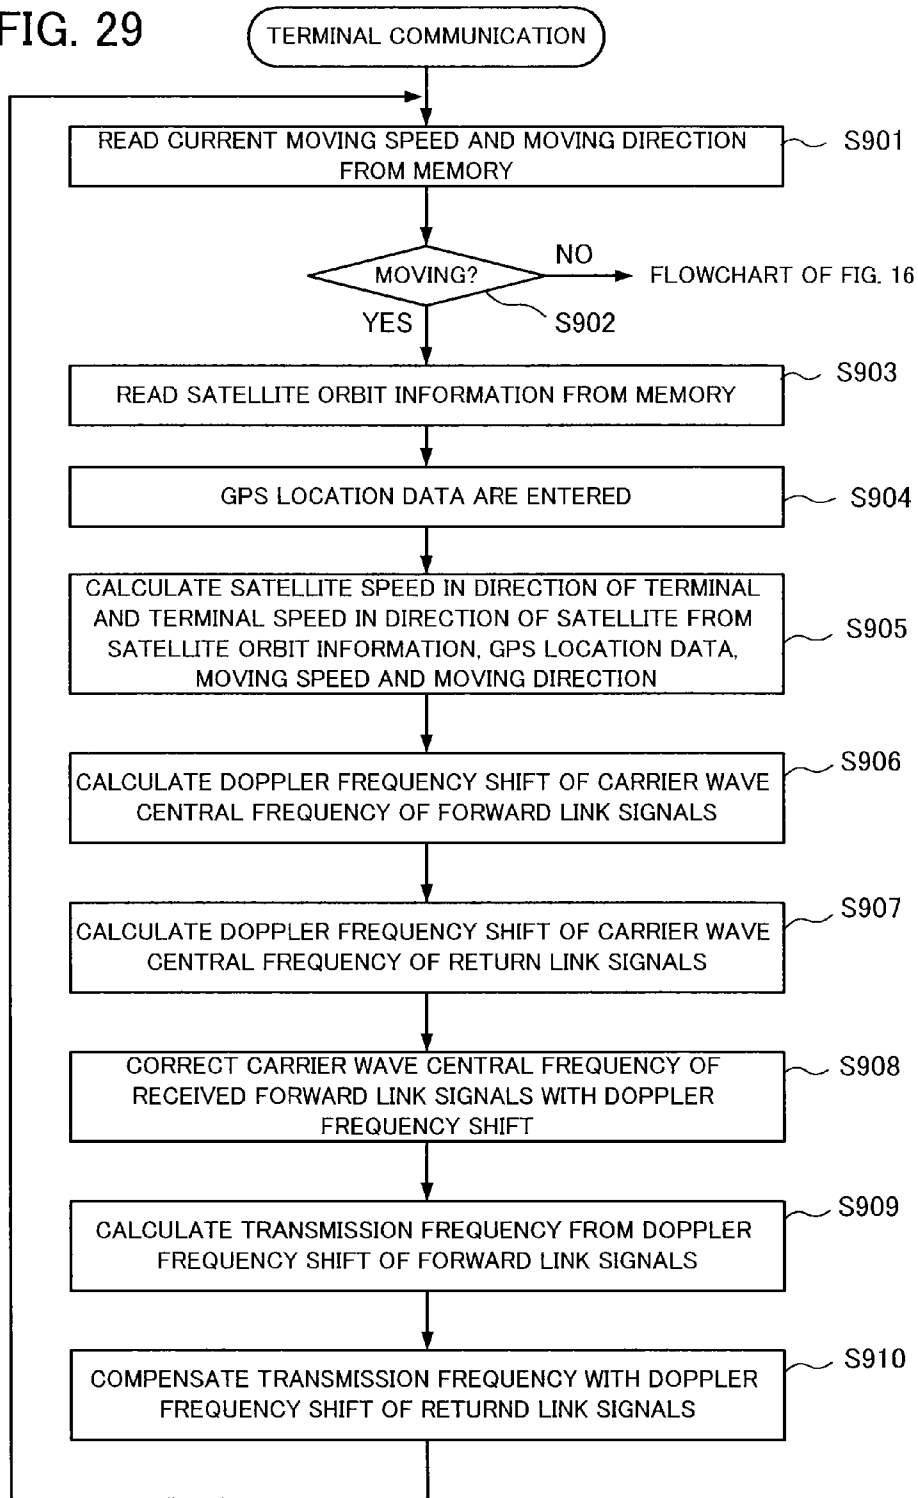 FIG. 29
TERMINAL COMMUNICATION
READ CURRENT MOVING SPEED AND MOVING DIRECTION
FROM MEMORY
S901
MOVING?
NO
FLOWCHART OF FIG. 16
YES
S902
READ SATELLITE ORBIT INFORMATION FROM MEMORY
S903
GPS LOCATION DATA ARE ENTERED
S904
CALCULATE SATELLITE SPEED IN DIRECTION OF TERMINAL
AND TERMINAL SPEED IN DIRECTION OF SATELLITE FROM
SATELLITE ORBIT INFORMATION, GPS LOCATION DATA,
MOVING SPEED AND MOVING DIRECTION
S905
CALCULATE DOPPLER FREQUENCY SHIFT OF CARRIER WAVE
CENTRAL FREQUENCY OF FORWARD LINK SIGNALS
S906
CALCULATE DOPPLER FREQUENCY SHIFT OF CARRIER WAVE
CENTRAL FREQUENCY OF RETURN LINK SIGNALS
S907
CORRECT CARRIER WAVE CENTRAL FREQUENCY OF
RECEIVED FORWARD LINK SIGNALS WITH DOPPLER
FREQUENCY SHIFT
S908
CALCULATE TRANSMISSION FREQUENCY FROM DOPPLER
FREQUENCY SHIFT OF FORWARD LINK SIGNALS
S909
COMPENSATE TRANSMISSION FREQUENCY WITH DOPPLER
FREQUENCY SHIFT OF RETURND LINK SIGNALS
S910